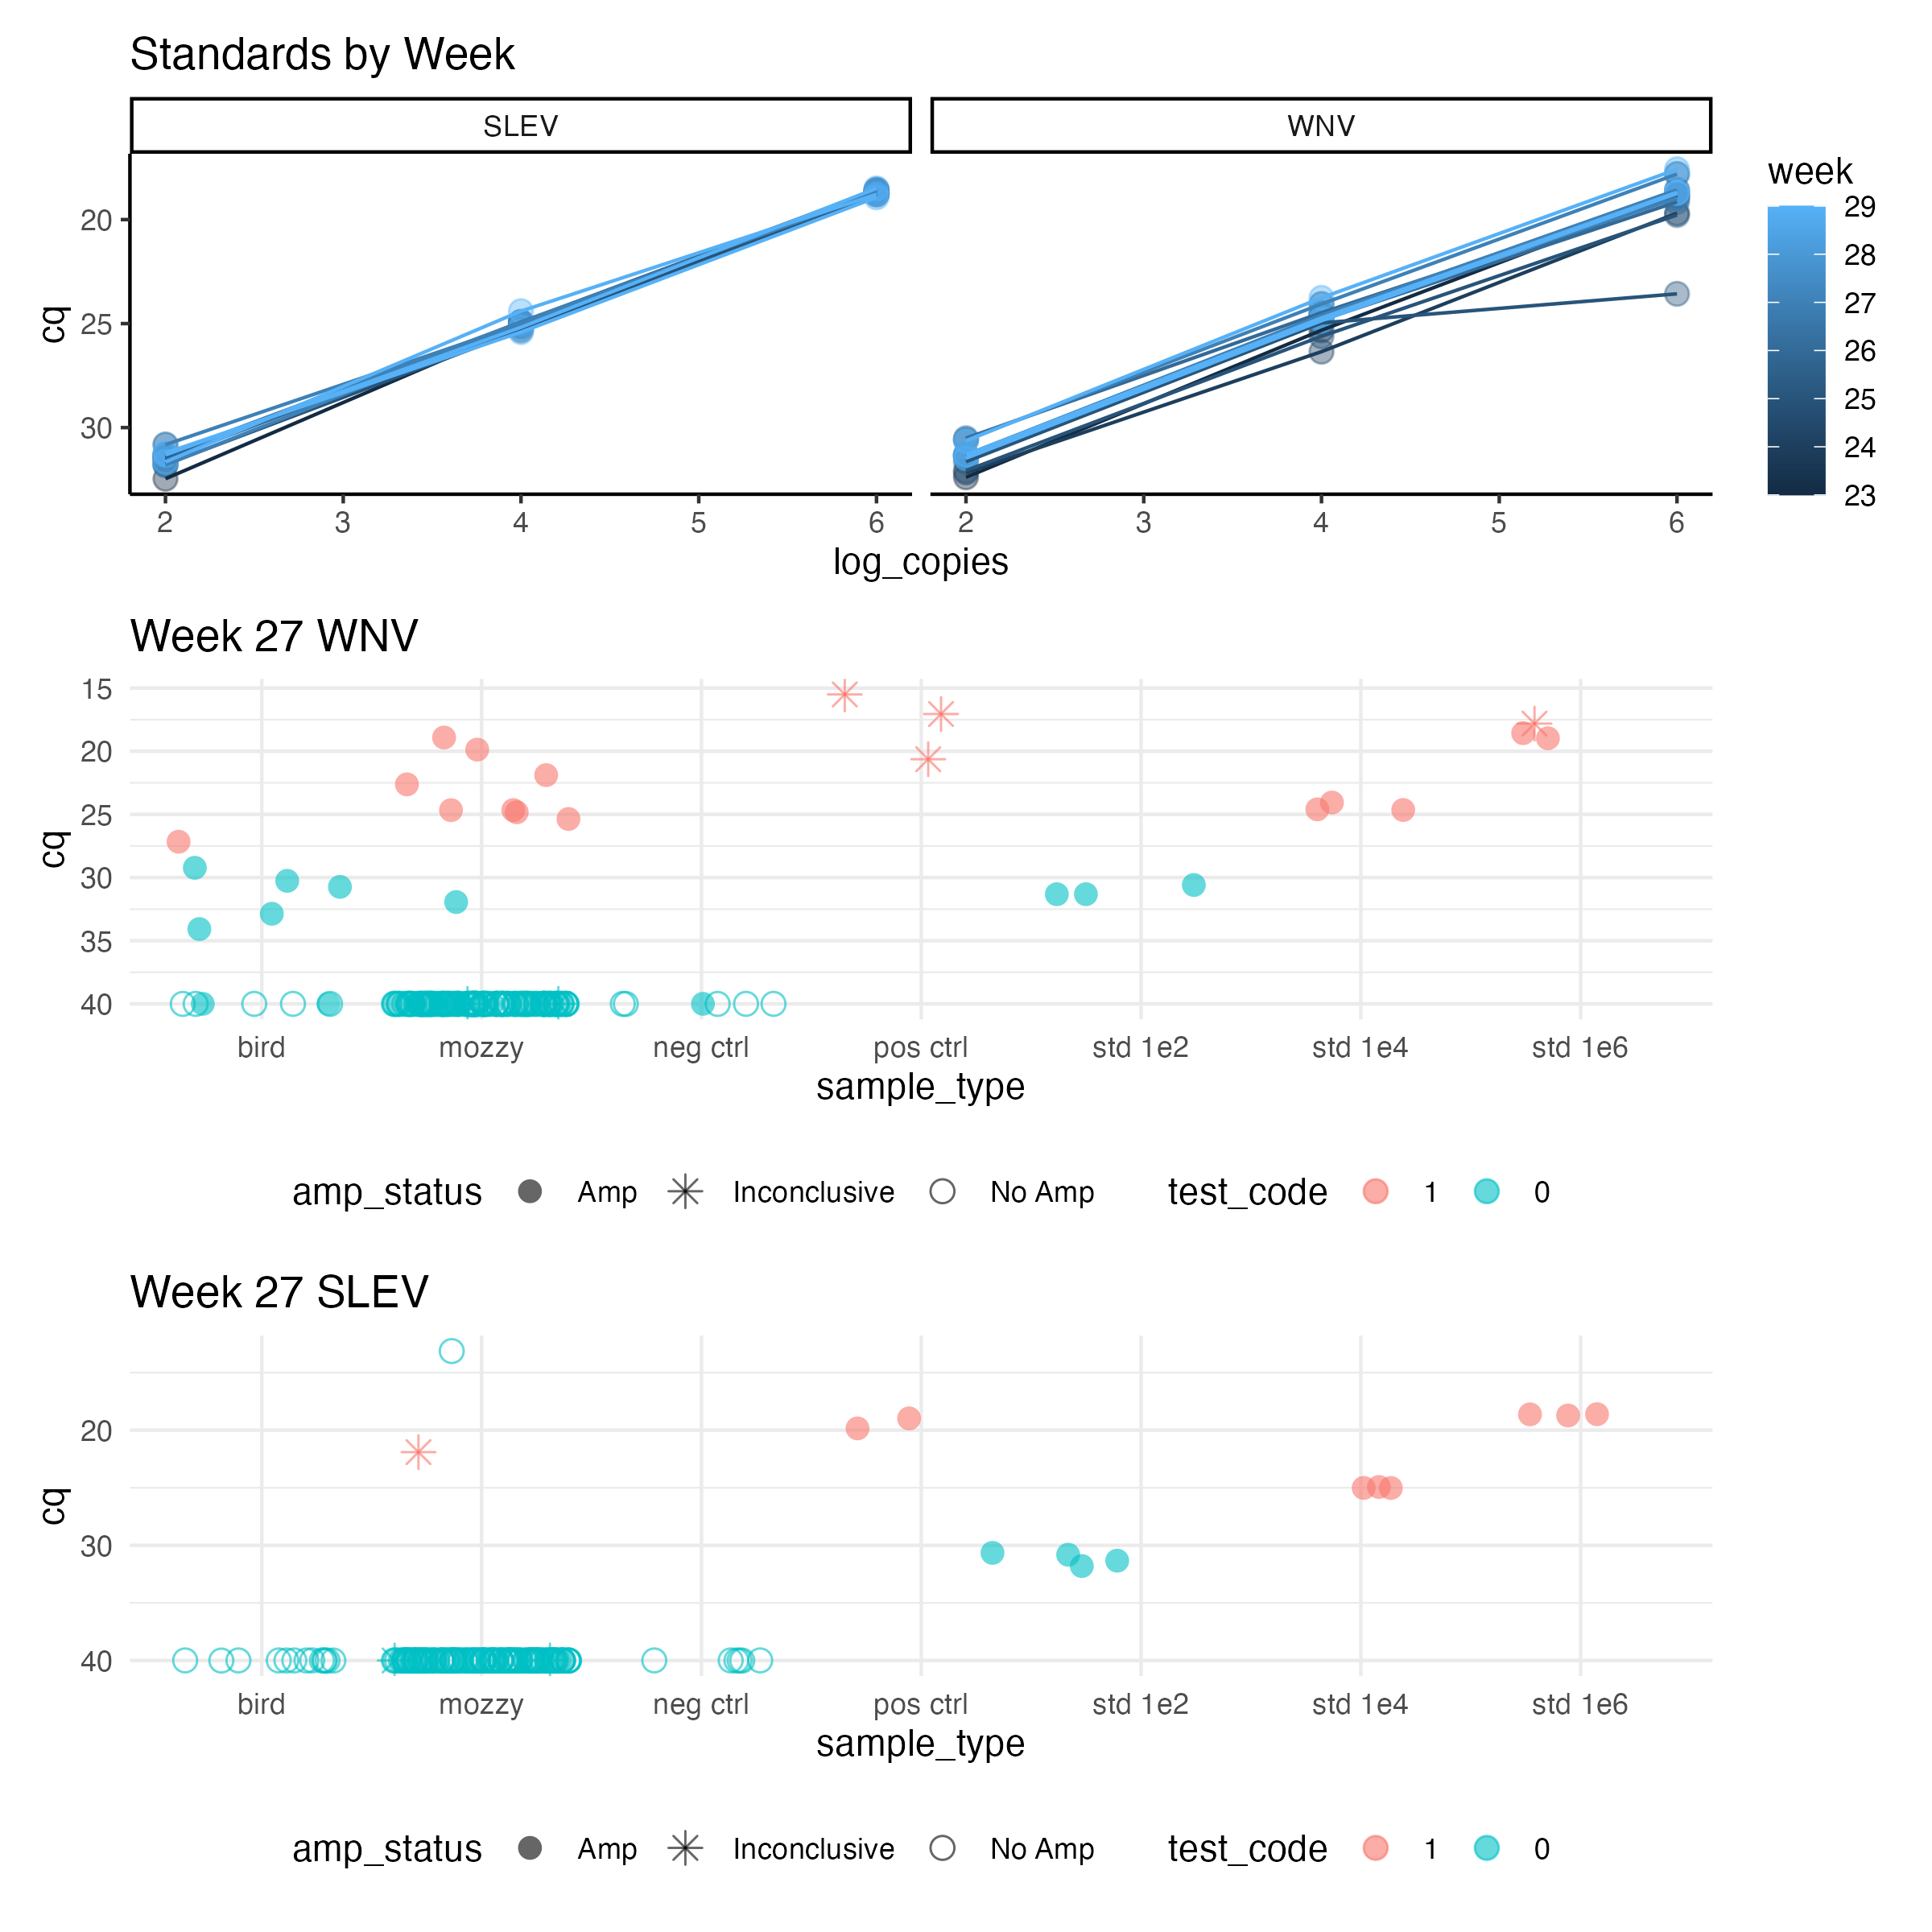 Standards by Week
SLEV
WNV
20
25
30
cq
2 3 4 5 6
2 3 4 5 6
log_copies
week
29
28
27
26
25
24
23
Week 27 WNV
15
20
25
30
35
40
cq
bird mozzy neg ctrl pos ctrl std 1e2 std 1e4 std 1e6
sample_type
amp_status Amp Inconclusive No Amp test_code 1 0
Week 27 SLEV
20
30
40
cq
bird mozzy neg ctrl pos ctrl std 1e2 std 1e4 std 1e6
sample_type
amp_status Amp Inconclusive No Amp test_code 1 0